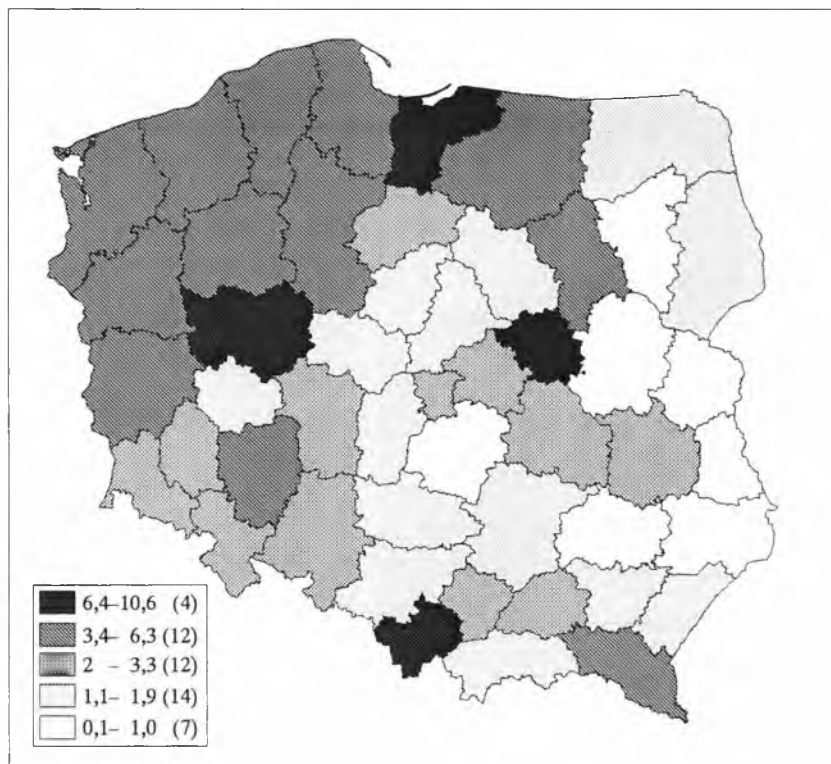 6,4–10,6 (4)
3,4– 6,3 (12)
2 – 3,3 (12)
1,1– 1,9 (14)
0,1– 1,0 (7)